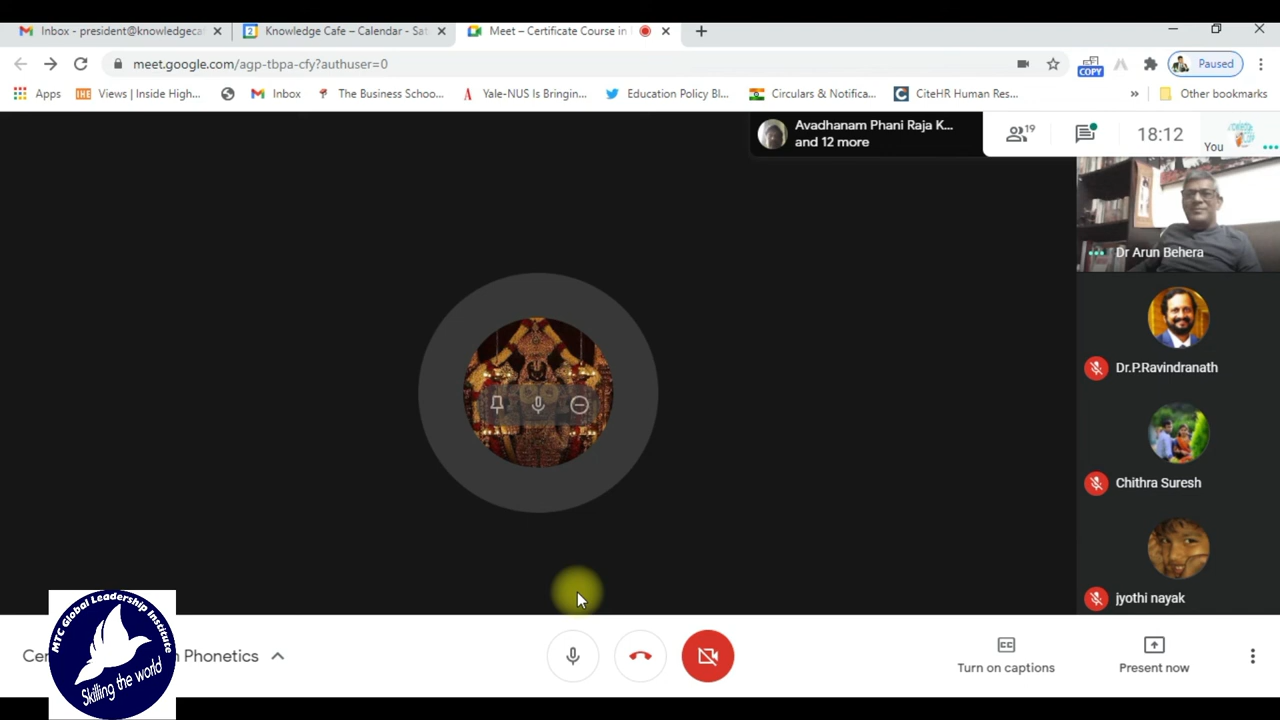 Inbox - president@knowledgecaf
Knowledge Cafe – Calendar - Sat
Meet – Certificate Course in
meet.google.com/agp-tbpa-cfy?authuser=0
COPY
Paused
Apps
IHE Views | Inside High...
Inbox
The Business Schoo...
Yale-NUS Is Bringin...
Education Policy Bl...
Circulars & Notifica...
CiteHR Human Res...
»
Other bookmarks
Avadhanam Phani Raja K...
and 12 more
19
18:12
You
Dr Arun Behera
Dr.P.Ravindranath
Chithra Suresh
jyothi nayak
Cer
Phonetics
MTC Global Leadership Institute
Skilling the world
Turn on captions
Present now